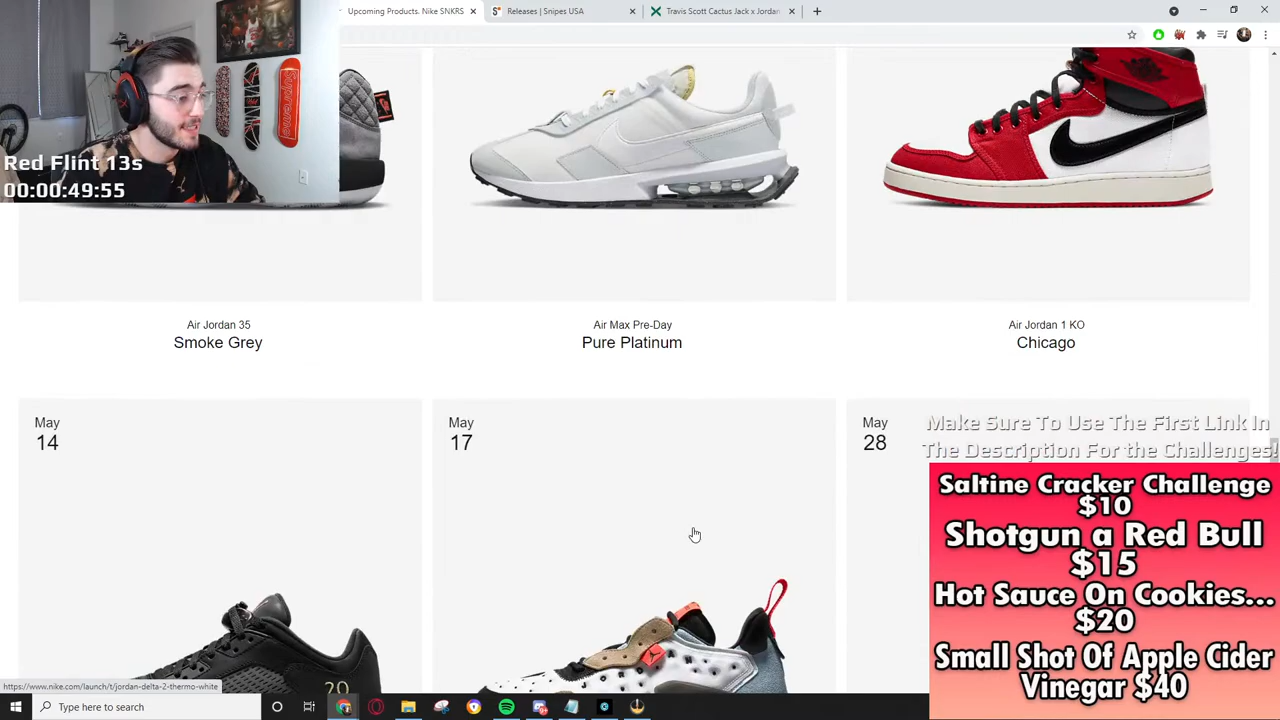 Upcoming Products. Nike SNKRS
Releases | Snipes USA
Travis Scott Cactus Jack x Jordan
Supreme
Red Flint 13s
00:00:49:55
Air Jordan 35
Smoke Grey
Air Max Pre-Day
Pure Platinum
Air Jordan 1 KO
Chicago
May
14
May
17
May
28
20
Make Sure To Use The First Link In
The Description For the Challenges!
Saltine Cracker Challenge
$10
Shotgun a Red Bull
$15
Hot Sauce On Cookies...
$20
Small Shot Of Apple Cider
Vinegar $40
https://www.nike.com/launch/t/jordan-delta-2-thermo-white
Type here to search